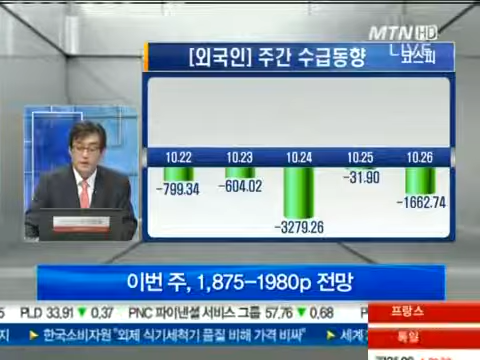 MTN HD
LIVE
[외국인] 주간 수급동향
코스피
10.22 10.23 10.24 10.25 10.26
-799.34 -604.02 -3279.26 -31.90 -1662.74
이번 주, 1,875-1980p 전망
PLD 33,91 ▼ 0,37 PNC 파이낸셜 서비스 그룹 57,76 ▼ 0,68
프랑스
지 ▶ 한국소비자원 "외제 식기세척기 품질 비해 가격 비싸" ▶ 세계
독일